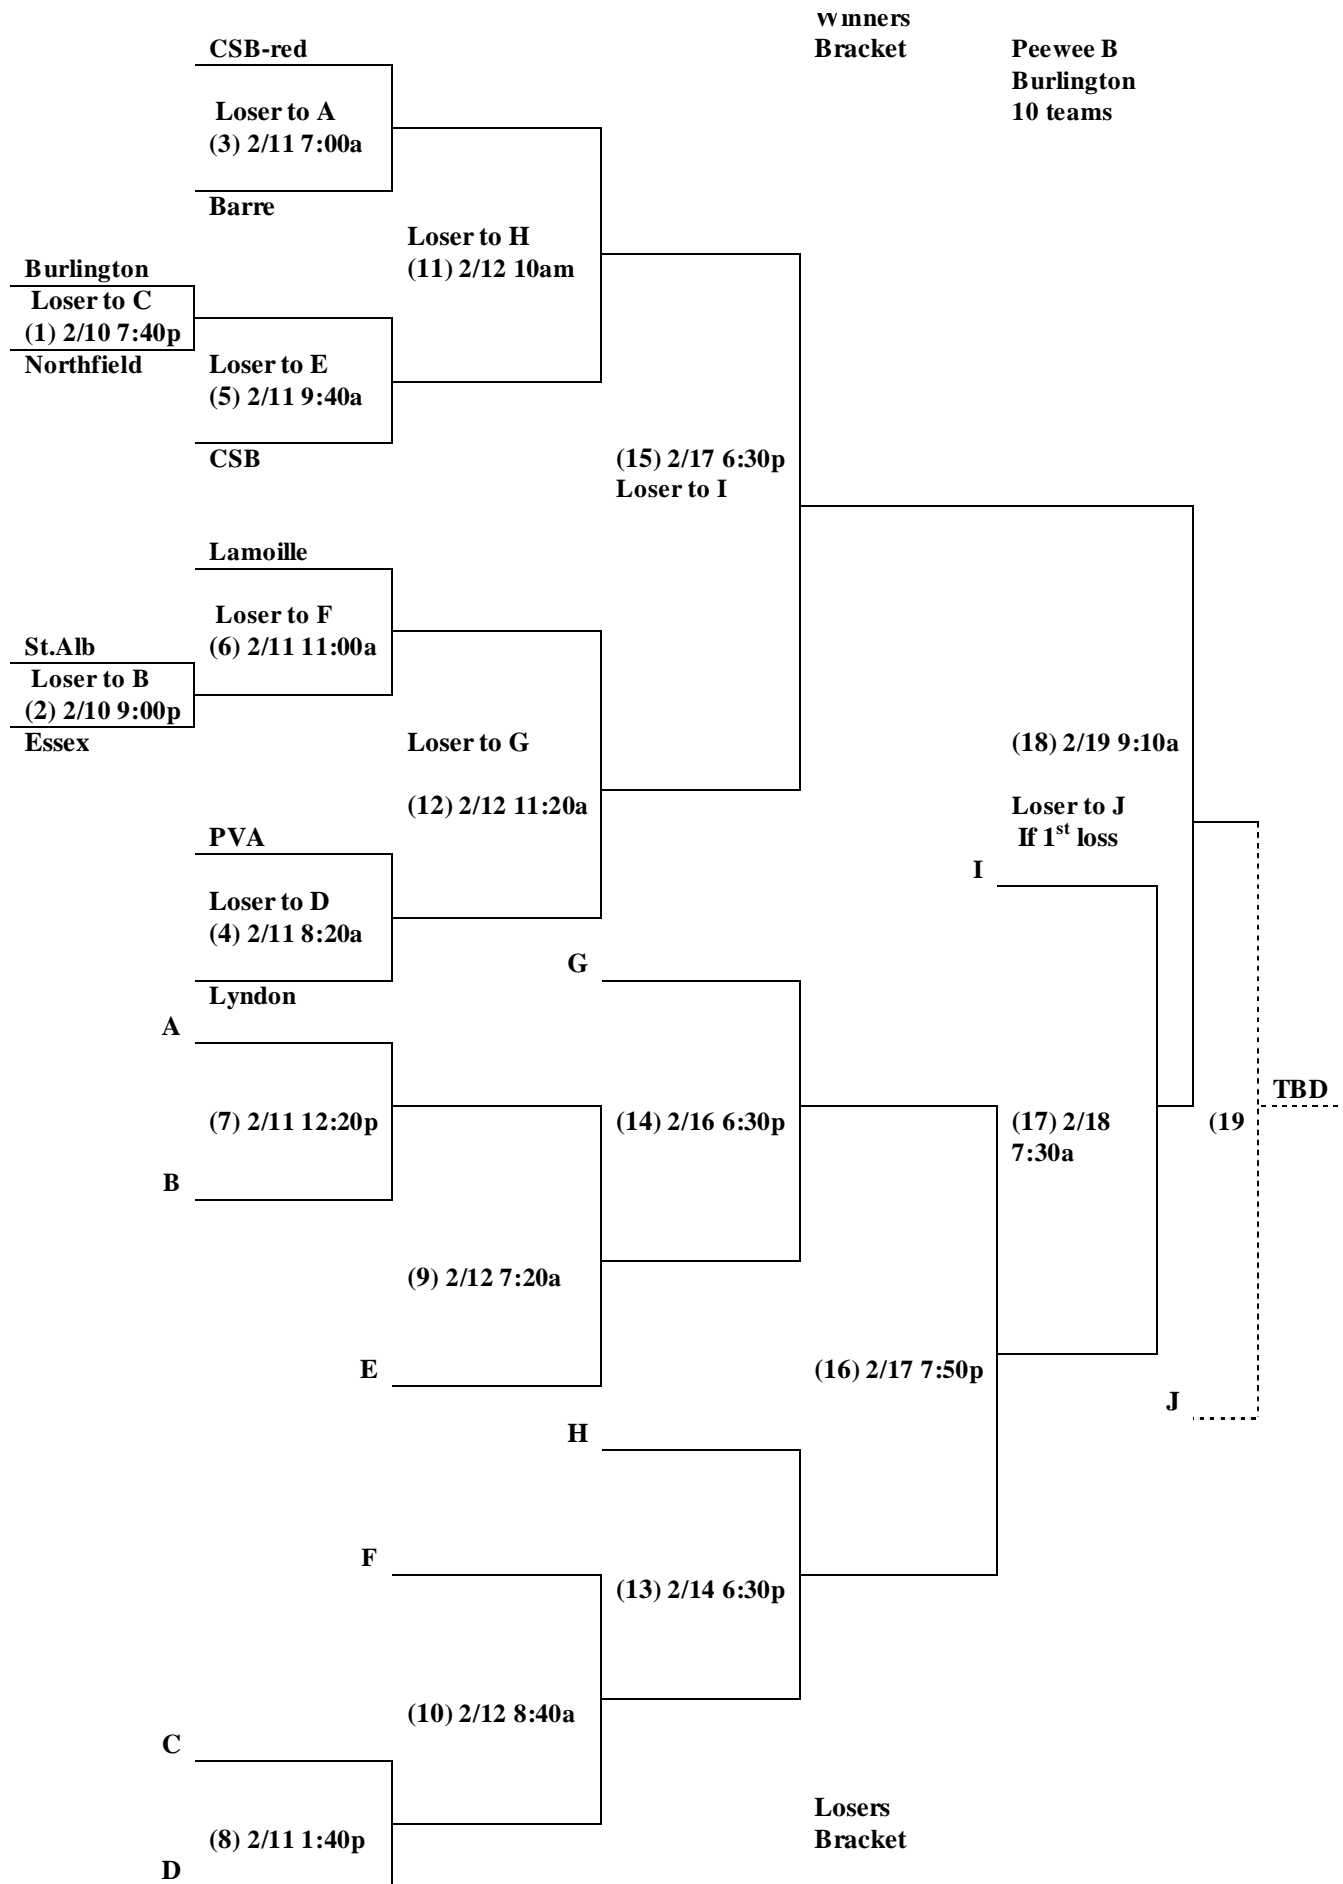 Winners
Bracket
Peewee B
Burlington
10 teams
CSB-red
Loser to A
(3) 2/11 7:00a
Barre
Loser to H
(11) 2/12 10am
Burlington
Loser to C
(1) 2/10 7:40p
Northfield
Loser to E
(5) 2/11 9:40a
CSB
(15) 2/17 6:30p
Loser to I
Lamoille
Loser to F
(6) 2/11 11:00a
St.Alb
Loser to B
(2) 2/10 9:00p
Essex
Loser to G
(12) 2/12 11:20a
(18) 2/19 9:10a
Loser to J
If 1st loss
PVA
Loser to D
(4) 2/11 8:20a
Lyndon
I
G
A
(7) 2/11 12:20p
B
(14) 2/16 6:30p
(17) 2/18
7:30a
(19
TBD
(9) 2/12 7:20a
E
(16) 2/17 7:50p
J
H
F
(13) 2/14 6:30p
(10) 2/12 8:40a
C
(8) 2/11 1:40p
D
Losers
Bracket